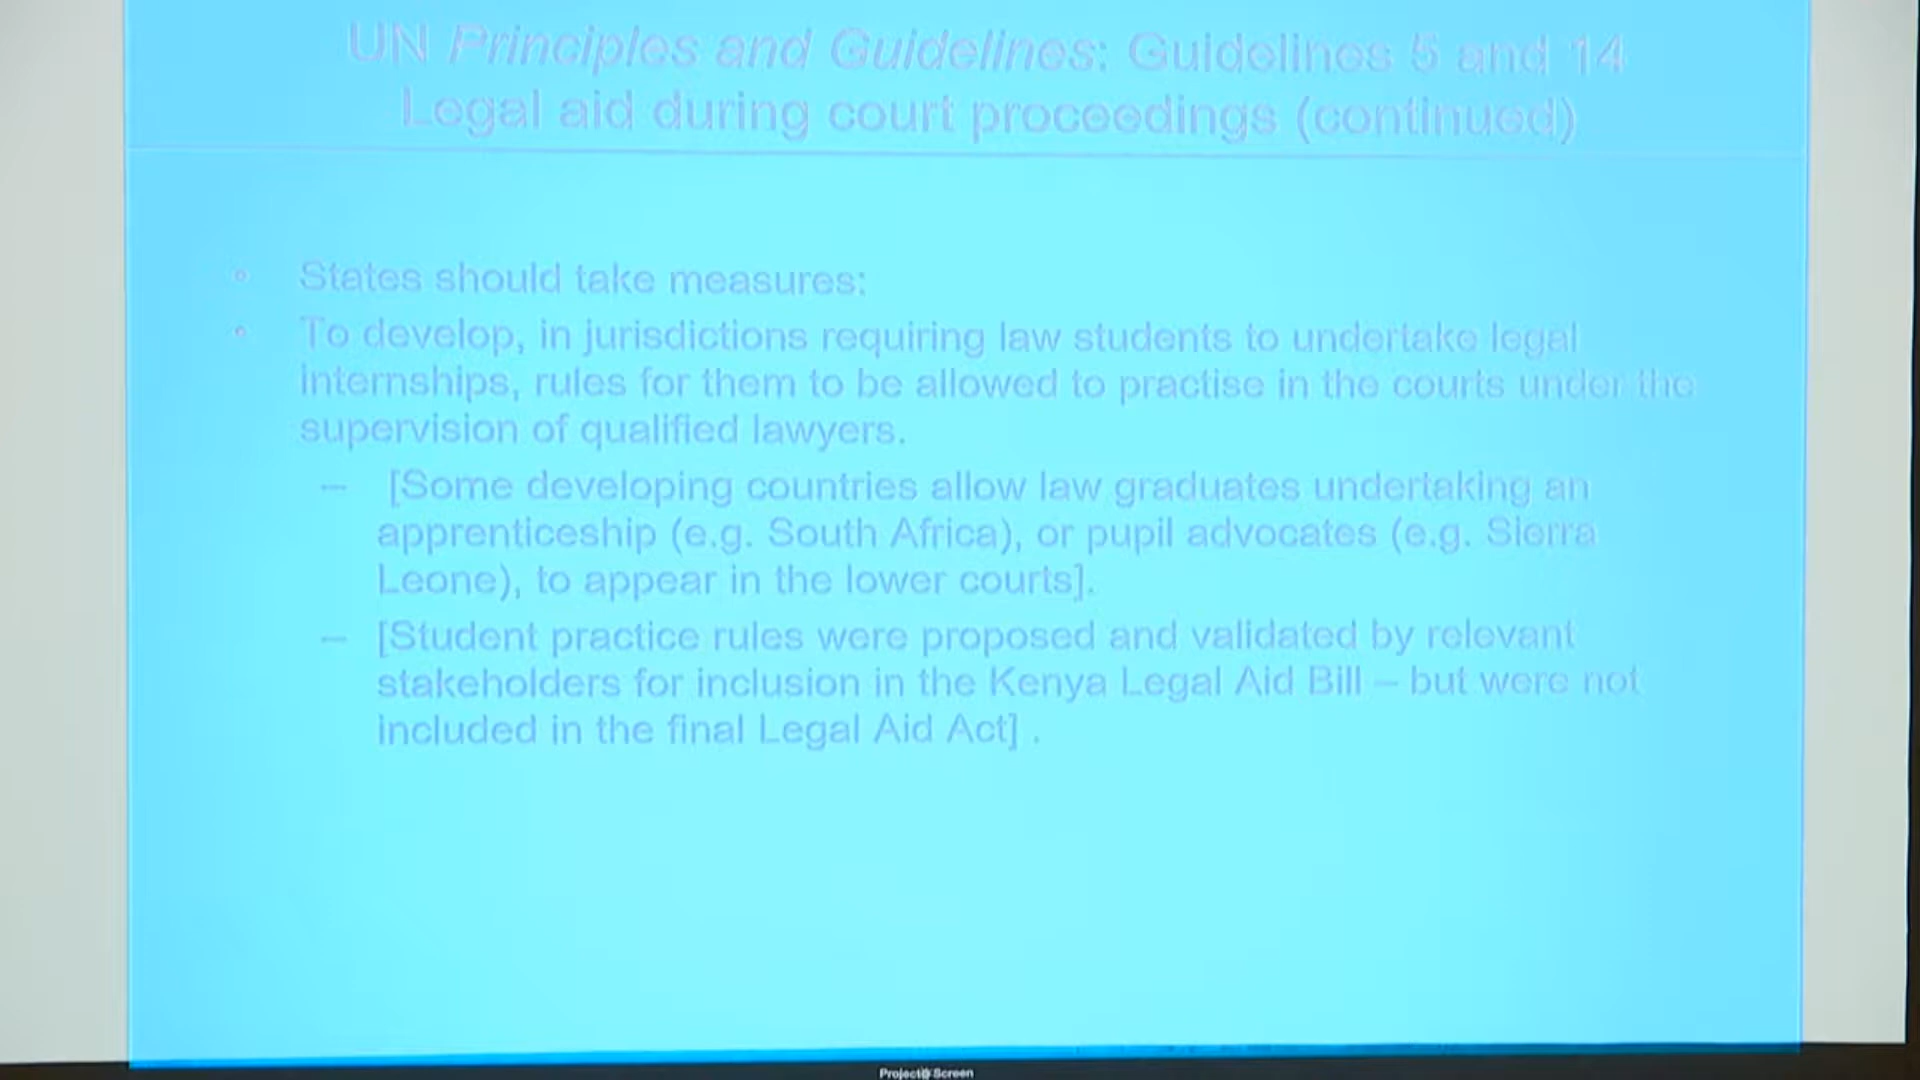 UN Principles and Guidelines: Guidelines 5 and 14
Legal aid during court proceedings (continued)
• States should take measures:
• To develop, in jurisdictions requiring law students to undertake legal
internships, rules for them to be allowed to practise in the courts under the
supervision of qualified lawyers.
– [Some developing countries allow law graduates undertaking an
apprenticeship (e.g. South Africa), or pupil advocates (e.g. Sierra
Leone), to appear in the lower courts].
– [Student practice rules were proposed and validated by relevant
stakeholders for inclusion in the Kenya Legal Aid Bill – but were not
included in the final Legal Aid Act] .
Project@Screen